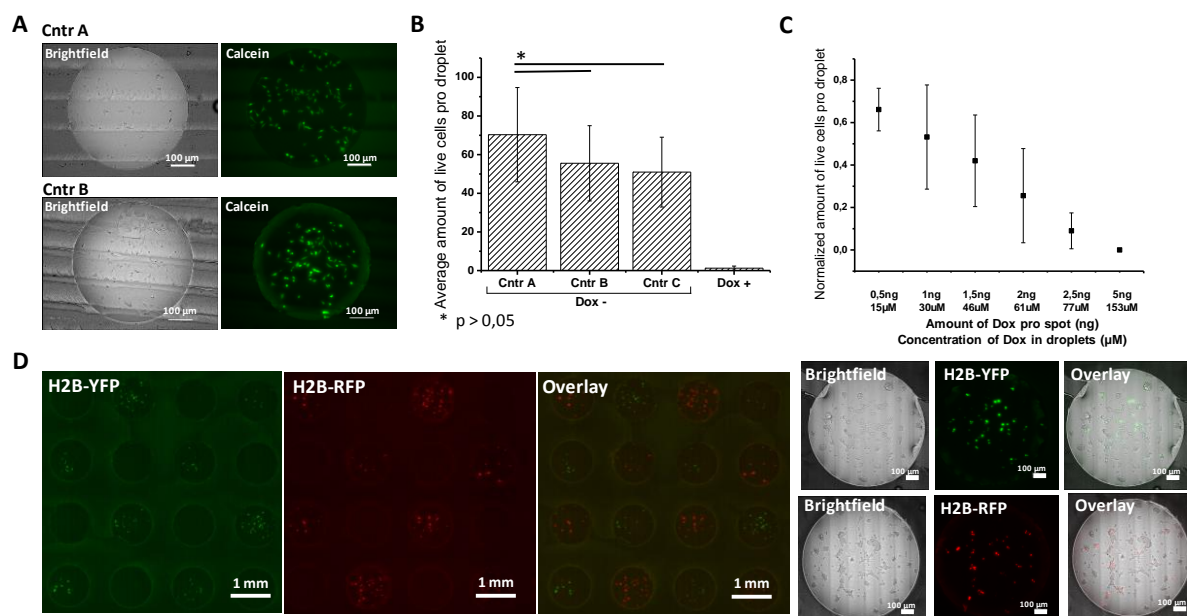 A
Cntr A
Brightfield
Calcein
100 µm
100 µm
Cntr B
Brightfield
Calcein
100 µm
100 µm
B
Average amount of live cells pro droplet
100
80
60
40
20
0
*
Cntr A
Cntr B
Cntr C
Dox +
Dox -
* p > 0,05
C
Normalized amount of live cells pro droplet
0,8
0,6
0,4
0,2
0,0
0,5ng 1ng 1,5ng 2ng 2,5ng 5ng
15µM 30uM 46uM 61uM 77uM 153uM
Amount of Dox pro spot (ng)
Concentration of Dox in droplets (µM)
D
H2B-YFP
H2B-RFP
Overlay
1 mm
1 mm
1 mm
Brightfield
H2B-YFP
Overlay
100 µm
100 µm
100 µm
Brightfield
H2B-RFP
Overlay
100 µm
100 µm
100 µm